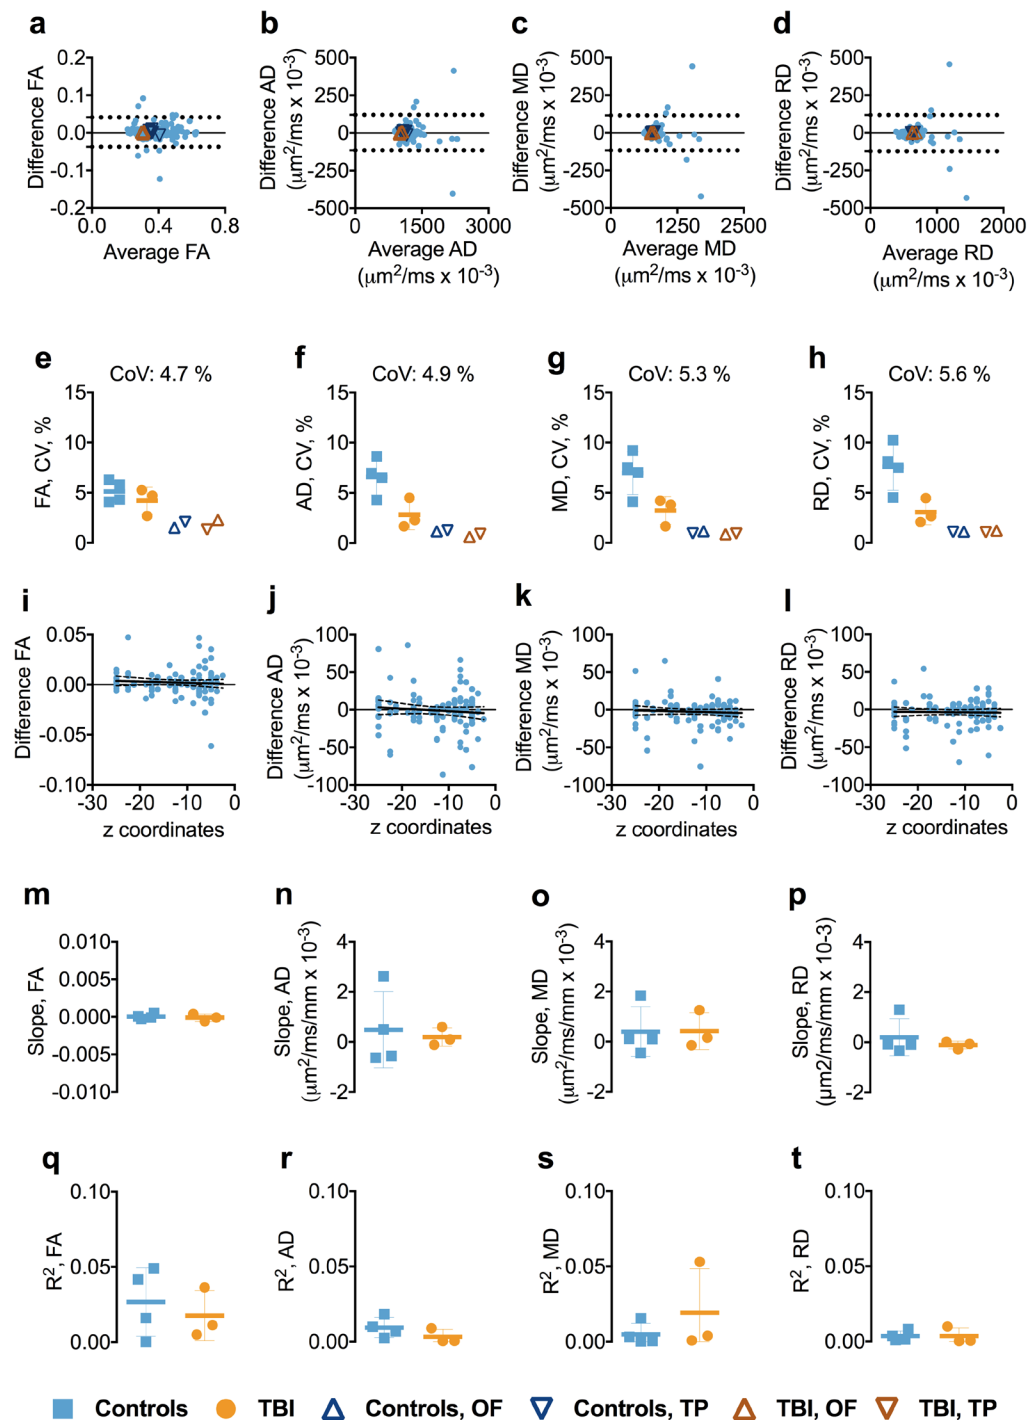 a
b
c
d
Difference FA
0.2
0.1
0.0
-0.1
-0.2
0.0
0.4
0.8
Average FA
Difference AD
(μm²/ms x 10⁻³)
500
250
0
-250
-500
0
1500
3000
Average AD
(μm²/ms x 10⁻³)
Difference MD
(μm²/ms x 10⁻³)
500
250
0
-250
-500
0
1250
2500
Average MD
(μm²/ms x 10⁻³)
Difference RD
(μm²/ms x 10⁻³)
500
250
0
-250
-500
0
1000
2000
Average RD
(μm²/ms x 10⁻³)
e
f
g
h
CoV: 4.7 %
FA, CV, %
15
10
5
0
CoV: 4.9 %
AD, CV, %
15
10
5
0
CoV: 5.3 %
MD, CV, %
15
10
5
0
CoV: 5.6 %
RD, CV, %
15
10
5
0
i
j
k
l
Difference FA
0.05
0.00
-0.05
-0.10
-30
-20
-10
0
z coordinates
Difference AD
(μm²/ms x 10⁻³)
100
50
0
-50
-100
-30
-20
-10
0
z coordinates
Difference MD
(μm²/ms x 10⁻³)
100
50
0
-50
-100
-30
-20
-10
0
z coordinates
Difference RD
(μm²/ms x 10⁻³)
100
50
0
-50
-100
-30
-20
-10
0
z coordinates
m
n
o
p
Slope, FA
0.010
0.005
0.000
-0.005
-0.010
Slope, AD
(μm²/ms/mm x 10⁻³)
4
2
0
-2
Slope, MD
(μm²/ms/mm x 10⁻³)
4
2
0
-2
Slope, RD
(μm2/ms/mm x 10-3)
4
2
0
-2
q
r
s
t
R², FA
0.10
0.05
0.00
R², AD
0.10
0.05
0.00
R², MD
0.10
0.05
0.00
R², RD
0.10
0.05
0.00
Controls
TBI
Controls, OF
Controls, TP
TBI, OF
TBI, TP